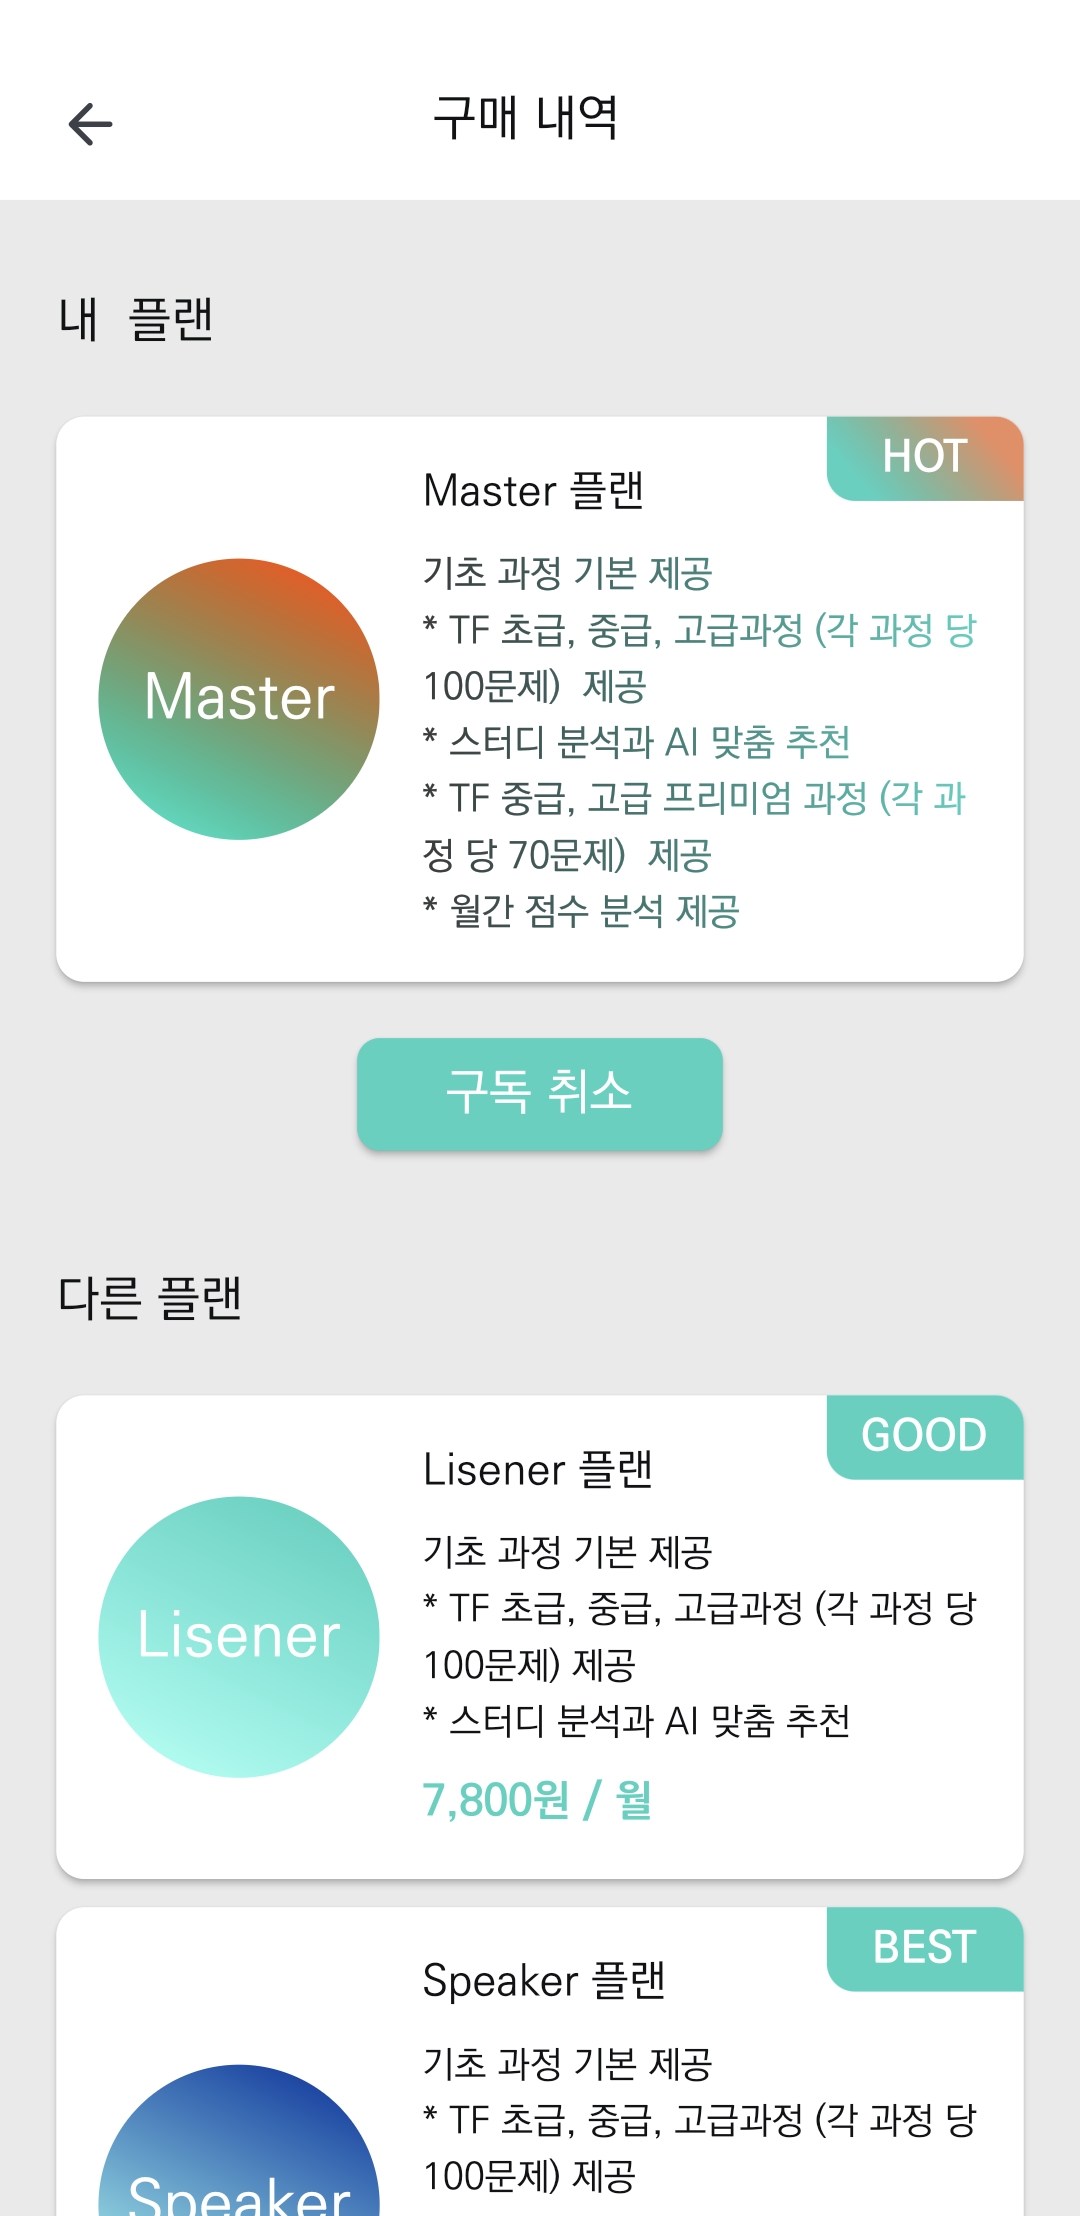 구매 내역
내 플랜
HOT
Master 플랜
Master
기초 과정 기본 제공
* TF 초급, 중급, 고급과정 (각 과정 당
100문제) 제공
* 스터디 분석과 AI 맞춤 추천
* TF 중급, 고급 프리미엄 과정 (각 과
정 당 70문제) 제공
* 월간 점수 분석 제공
구독 취소
다른 플랜
GOOD
Lisener 플랜
Lisener
기초 과정 기본 제공
* TF 초급, 중급, 고급과정 (각 과정 당
100문제) 제공
* 스터디 분석과 AI 맞춤 추천
7,800원 / 월
BEST
Speaker 플랜
Speaker
기초 과정 기본 제공
* TF 초급, 중급, 고급과정 (각 과정 당
100문제) 제공